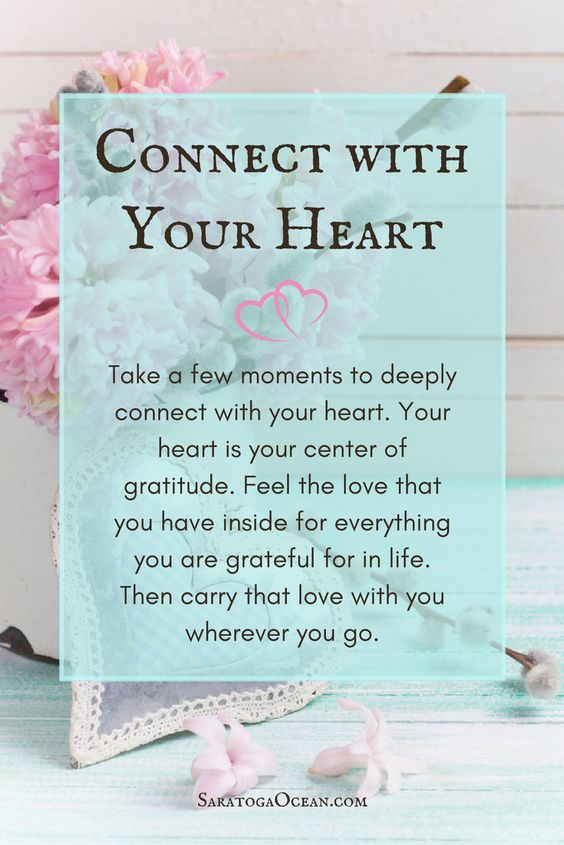 Connect with
Your Heart
Take a few moments to deeply
connect with your heart. Your
heart is your center of
gratitude. Feel the love that
you have inside for everything
you are grateful for in life.
Then carry that love with you
wherever you go.
SaratogaOcean.com